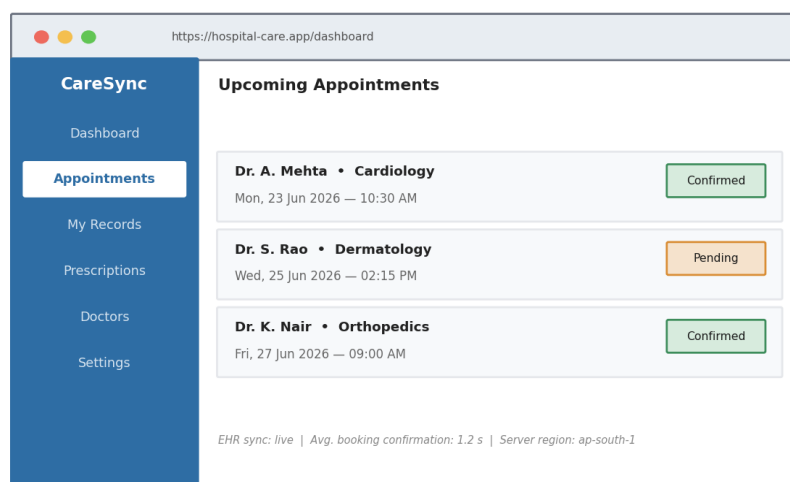 https://hospital-care.app/dashboard
CareSync
Dashboard
Appointments
My Records
Prescriptions
Doctors
Settings
Upcoming Appointments
Dr. A. Mehta • Cardiology
Mon, 23 Jun 2026 — 10:30 AM
Confirmed
Dr. S. Rao • Dermatology
Wed, 25 Jun 2026 — 02:15 PM
Pending
Dr. K. Nair • Orthopedics
Fri, 27 Jun 2026 — 09:00 AM
Confirmed
EHR sync: live | Avg. booking confirmation: 1.2 s | Server region: ap-south-1